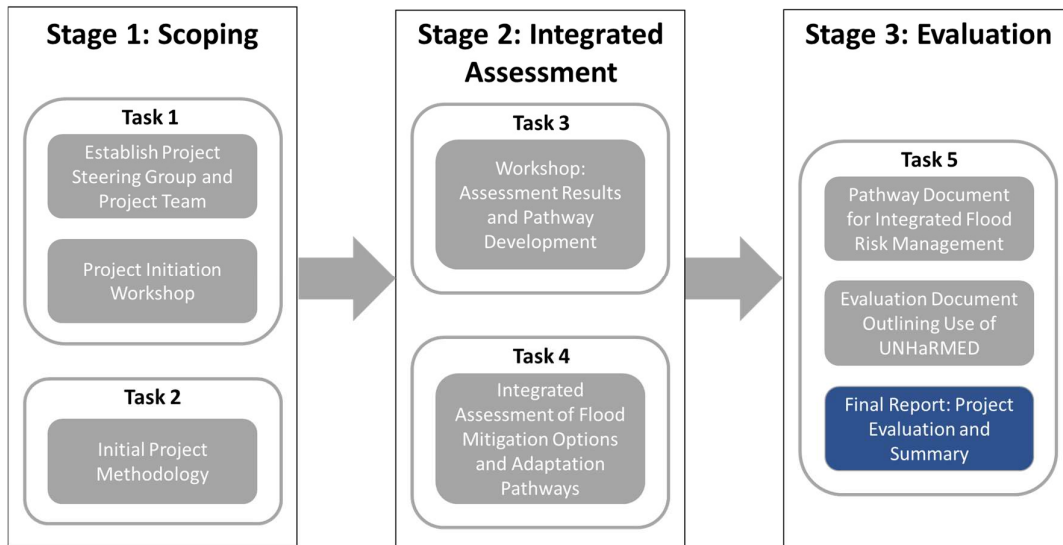 Stage 1: Scoping
Task 1
Establish Project
Steering Group and
Project Team
Project Initiation
Workshop
Task 2
Initial Project
Methodology
Stage 2: Integrated
Assessment
Task 3
Workshop:
Assessment Results
and Pathway
Development
Task 4
Integrated
Assessment of Flood
Mitigation Options
and Adaptation
Pathways
Stage 3: Evaluation
Task 5
Pathway Document
for Integrated Flood
Risk Management
Evaluation Document
Outlining Use of
UNHaRMED
Final Report: Project
Evaluation and
Summary